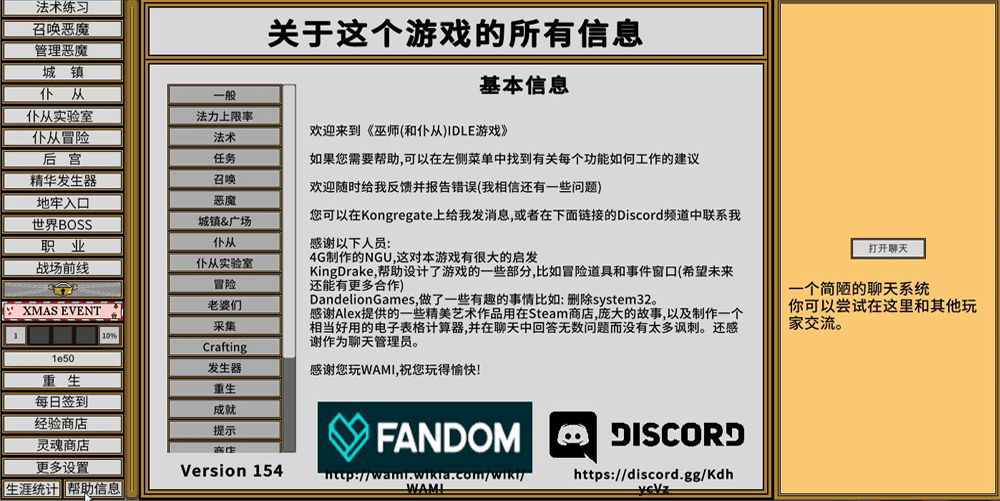 法术练习
召唤恶魔
管理恶魔
城 镇
仆 从
仆从实验室
仆从冒险
后 宫
精华发生器
地牢入口
世界BOSS
职 业
战场前线
XMAS EVENT
1
10%
1e50
重 生
每日签到
经验商店
灵魂商店
更多设置
生涯统计
帮助信息
关于这个游戏的所有信息
一般
法力上限率
法术
任务
召唤
恶魔
城镇&广场
仆从
仆从实验室
冒险
老婆们
采集
Crafting
发生器
重生
成就
提示
商店
Version 154
基本信息
欢迎来到《巫师(和仆从)IDLE游戏》
如果您需要帮助,可以在左侧菜单中找到有关每个功能如何工作的建议
欢迎随时给我反馈并报告错误(我相信还有一些问题)
您可以在Kongregate上给我发消息,或者在下面链接的Discord频道中联系我
感谢以下人员:
4G制作的NGU,这对本游戏有很大的启发
KingDrake,帮助设计了游戏的一些部分,比如冒险道具和事件窗口(希望未来
还能有更多合作)
DandelionGames,做了一些有趣的事情比如: 删除system32。
感谢Alex提供的一些精美艺术作品用在Steam商店,庞大的故事,以及制作一个
相当好用的电子表格计算器,并在聊天中回答无数问题而没有太多讽刺。还感
谢作为聊天管理员。
感谢您玩WAMI,祝您玩得愉快!
FANDOM
http://wami.wikia.com/wiki/
WAMI
DISCORD
https://discord.gg/Kdh
ycVz
打开聊天
一个简陋的聊天系统
你可以尝试在这里和其他玩
家交流。